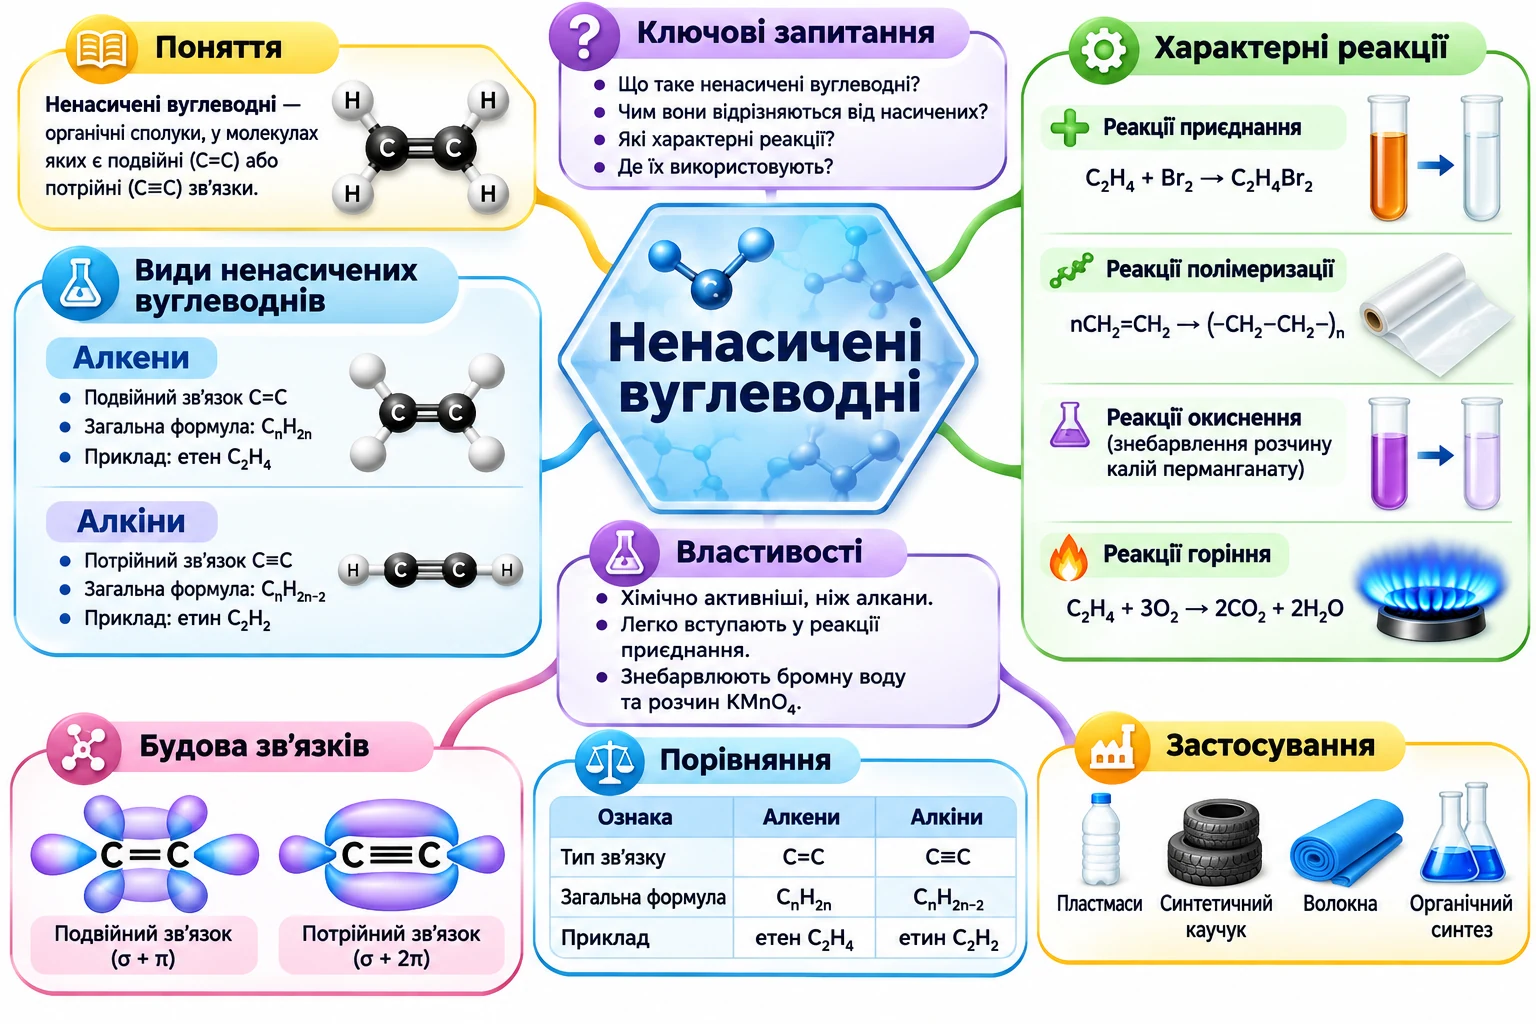 Поняття
Ненасичені вуглеводні —
органічні сполуки, у молекулах
яких є подвійні (C=C) або
потрійні (C≡C) зв'язки.
H
H
C
C
H
H
Ключові запитання
?
• Що таке ненасичені вуглеводні?
• Чим вони відрізняються від насичених?
• Які характерні реакції?
• Де їх використовують?
Характерні реакції
Реакції приєднання
C₂H₄ + Br₂ → C₂H₄Br₂
Реакції полімеризації
nCH₂=CH₂ → (–CH₂–CH₂–)ₙ
Реакції окиснення
(знебарвлення розчину
калій перманганату)
Реакції горіння
C₂H₄ + 3O₂ → 2CO₂ + 2H₂O
Види ненасичених
вуглеводнів
Алкени
• Подвійний зв'язок C=C
• Загальна формула: CₙH₂ₙ
• Приклад: етен C₂H₄
C
C
Алкіни
• Потрійний зв'язок C≡C
• Загальна формула: CₙH₂ₙ₋₂
• Приклад: етин C₂H₂
H
C
C
H
Ненасичені
вуглеводні
Властивості
• Хімічно активніші, ніж алкани.
• Легко вступають у реакції
приєднання.
• Знебарвлюють бромну воду
та розчин KMnO₄.
Будова зв'язків
C=C
C≡C
Подвійний зв'язок
(σ + π)
Потрійний зв'язок
(σ + 2π)
Порівняння
Ознака Алкени Алкіни
Тип зв'язку C=C C≡C
Загальна формула CₙH₂ₙ CₙH₂ₙ₋₂
Приклад етен C₂H₄ етин C₂H₂
Застосування
Пластмаси
Синтетичний
каучук
Волокна
Органічний
синтез